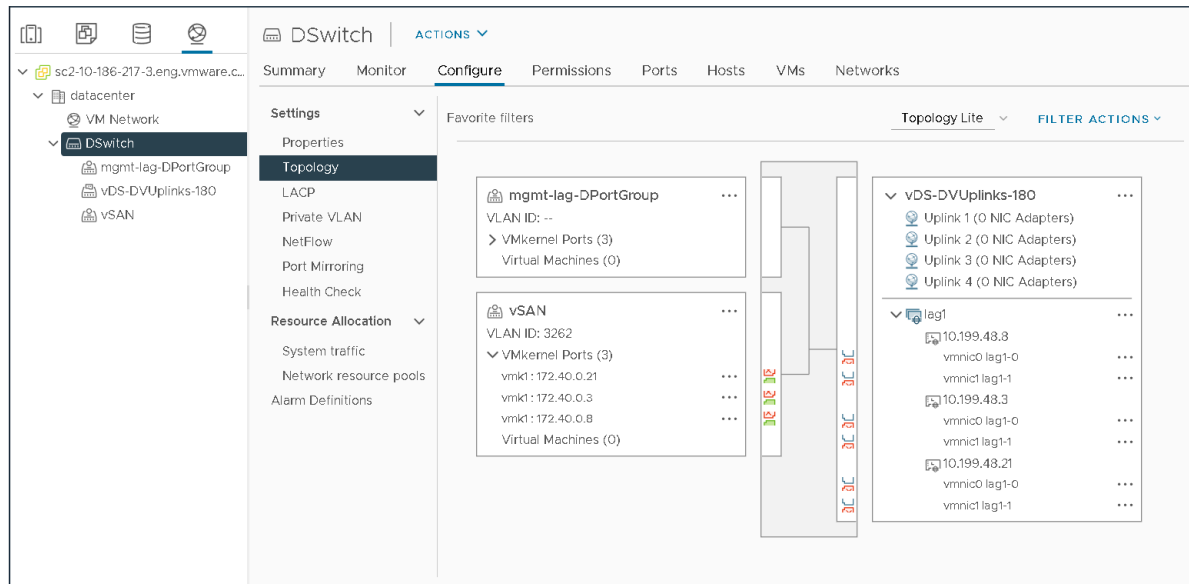 DSwitch
ACTIONS
sc2-10-186-217-3.eng.vmware.c...
datacenter
VM Network
DSwitch
mgmt-lag-DPortGroup
vDS-DVUplinks-180
vSAN
Summary Monitor Configure Permissions Ports Hosts VMs Networks
Settings
Properties
Topology
LACP
Private VLAN
NetFlow
Port Mirroring
Health Check
Resource Allocation
System traffic
Network resource pools
Alarm Definitions
Favorite filters
Topology Lite
FILTER ACTIONS
mgmt-lag-DPortGroup ...
VLAN ID: --
VMkernel Ports (3)
Virtual Machines (0)
vSAN ...
VLAN ID: 3262
VMkernel Ports (3)
vmk1 : 172.40.0.21 ...
vmk1 : 172.40.0.3 ...
vmk1 : 172.40.0.8 ...
Virtual Machines (0)
vDS-DVUplinks-180 ...
Uplink 1 (0 NIC Adapters)
Uplink 2 (0 NIC Adapters)
Uplink 3 (0 NIC Adapters)
Uplink 4 (0 NIC Adapters)
lag1 ...
10.199.48.8
vmnic0 lag1-0 ...
vmnic1 lag1-1 ...
10.199.48.3
vmnic0 lag1-0 ...
vmnic1 lag1-1 ...
10.199.48.21
vmnic0 lag1-0 ...
vmnic1 lag1-1 ...